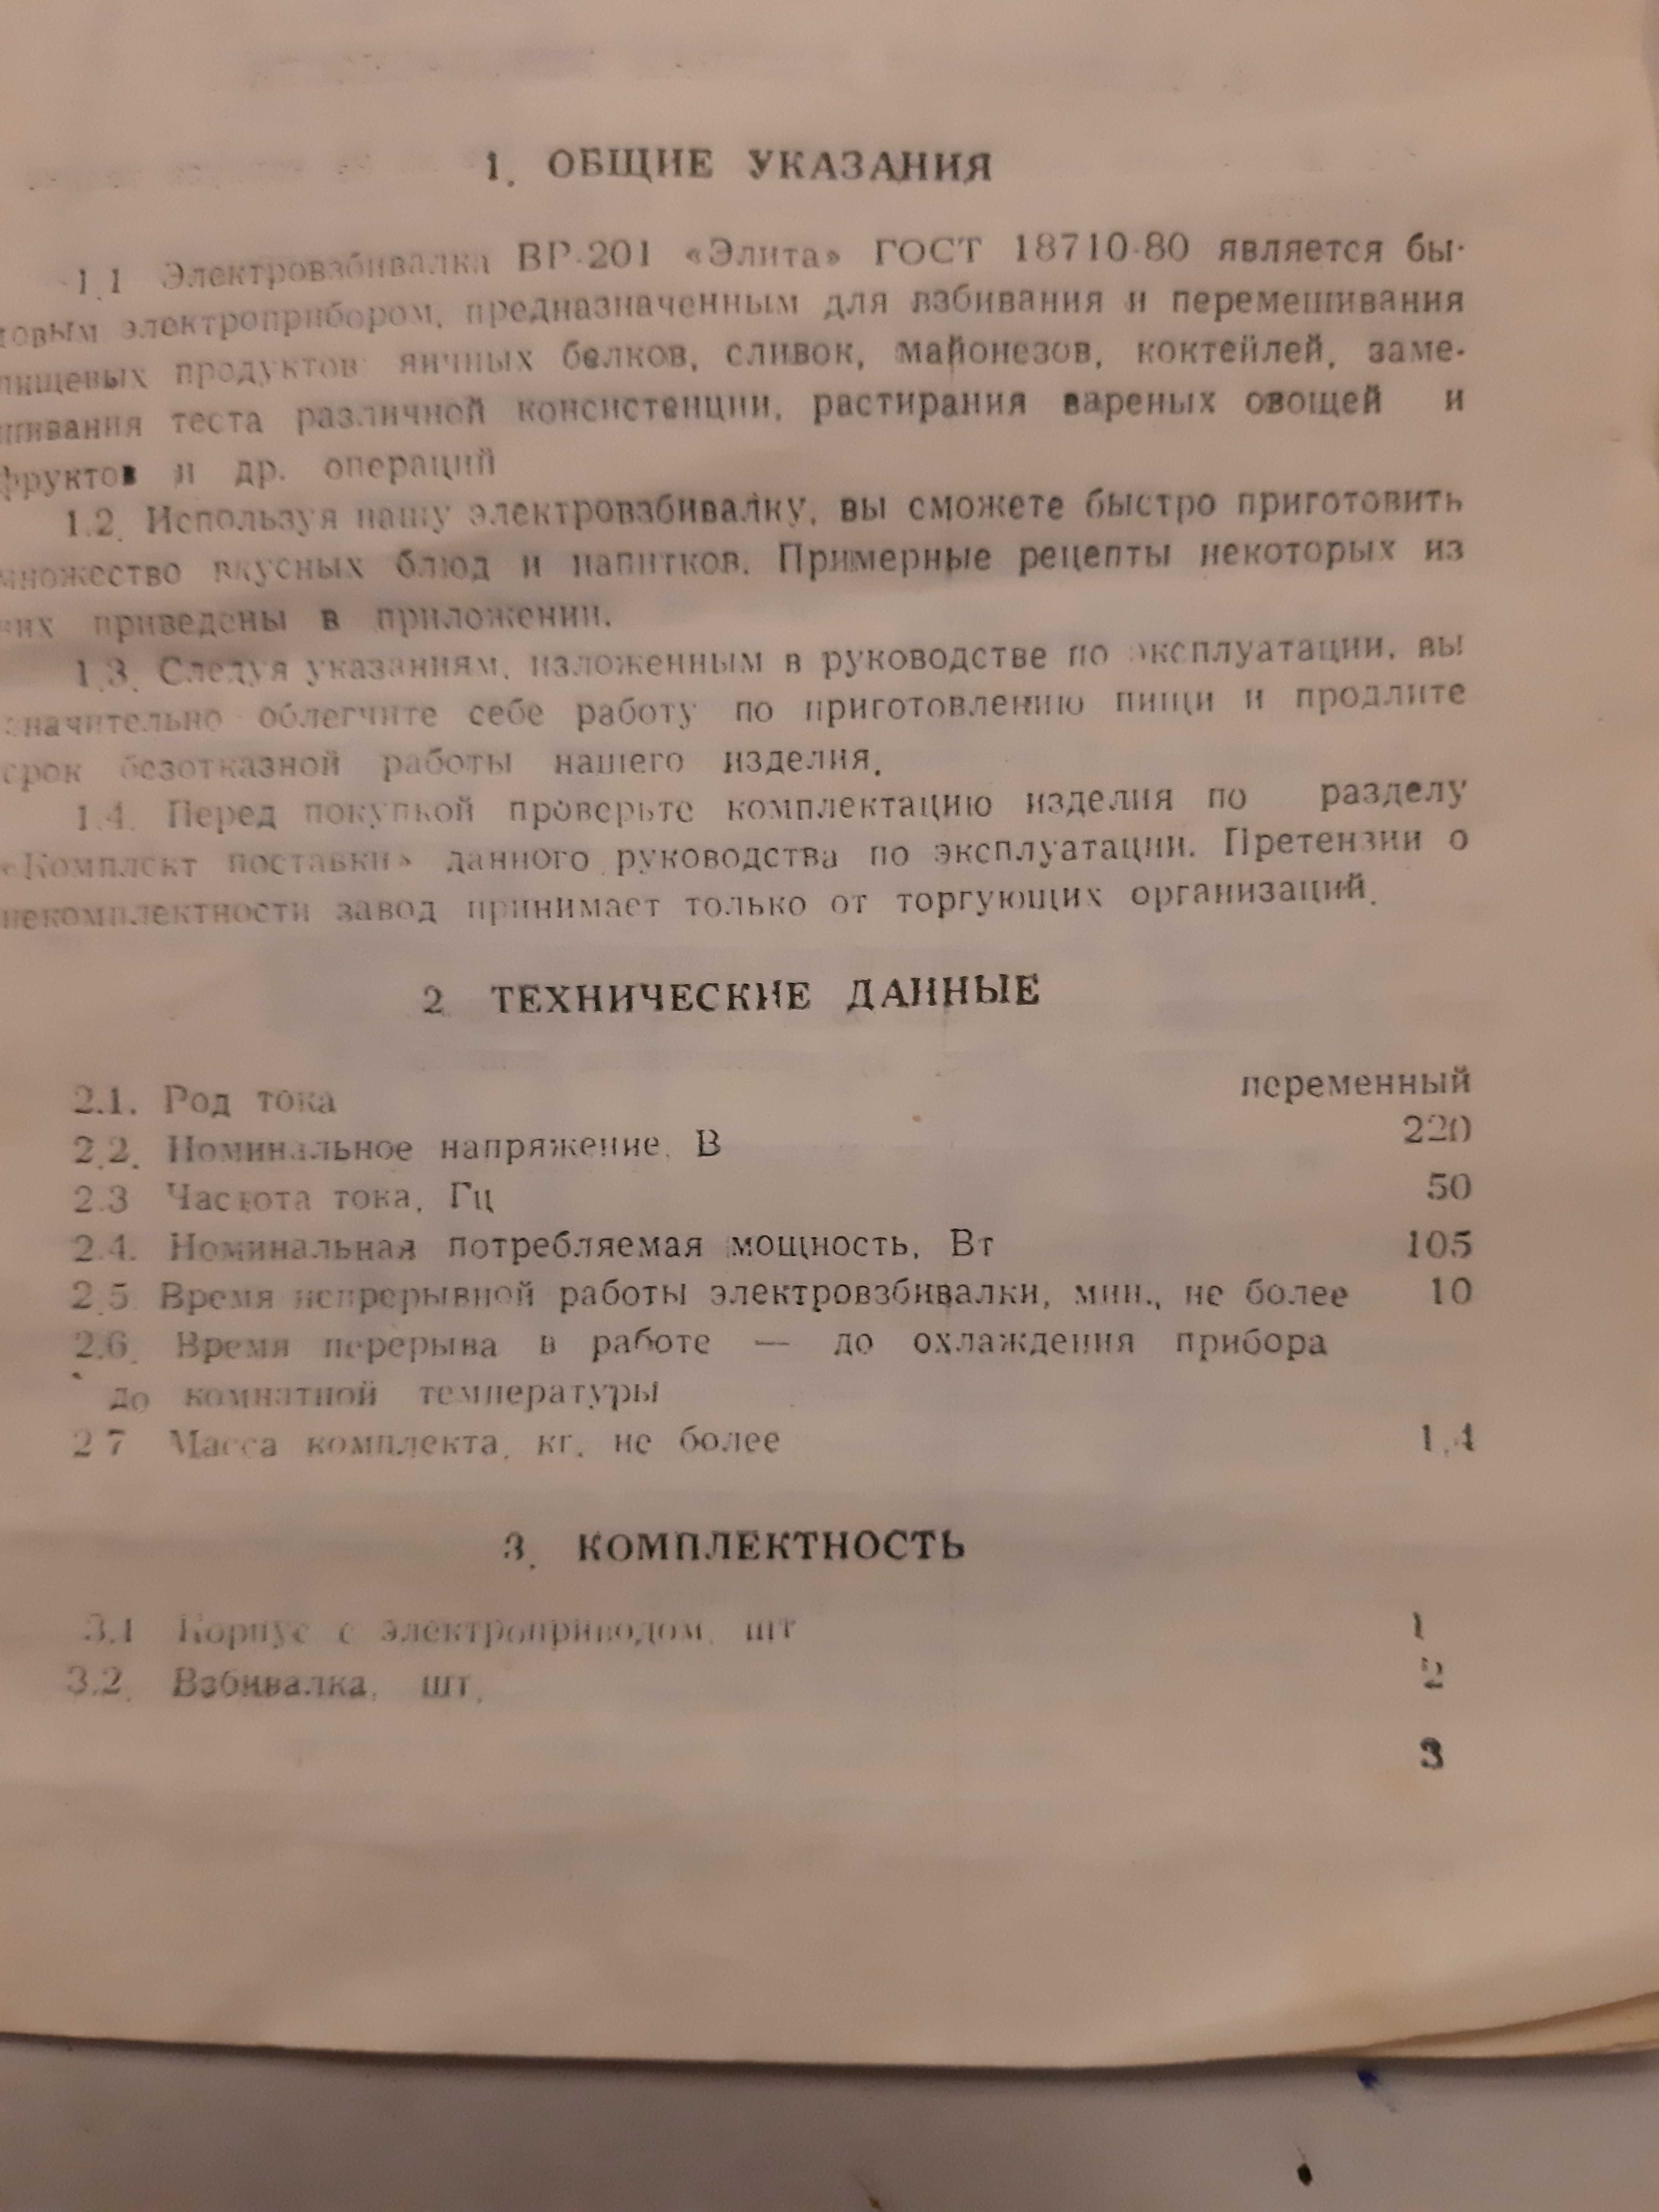 1. ОБЩИЕ УКАЗАНИЯ
1.1 Электровзбивалка ВР-201 «Элита» ГОСТ 18710-80 является бы-
товым электроприбором, предназначенным для взбивания и перемешивания
пищевых продуктов: яичных белков, сливок, майонезов, коктейлей, заме-
шивания теста различной консистенции, растирания вареных овощей и
фруктов и др. операций
1.2. Используя нашу электровзбивалку, вы сможете быстро приготовить
множество вкусных блюд и напитков. Примерные рецепты некоторых из
них приведены в приложении.
1.3. Следуя указаниям, изложенным в руководстве по эксплуатации, вы
значительно облегчите себе работу по приготовлению пищи и продлите
срок безотказной работы нашего изделия.
1.4. Перед покупкой проверьте комплектацию изделия по разделу
«Комплект поставки» данного руководства по эксплуатации. Претензии о
некомплектности завод принимает только от торгующих организаций.
2 ТЕХНИЧЕСКИЕ ДАННЫЕ
2.1. Род тока переменный
2.2. Номинальное напряжение, В 220
2.3 Частота тока, Гц 50
2.4. Номинальная потребляемая мощность, Вт 105
2.5 Время непрерывной работы электровзбивалки, мин., не более 10
2.6. Время перерыва в работе — до охлаждения прибора
до комнатной температуры
2.7 Масса комплекта, кг, не более 1,4
3. КОМПЛЕКТНОСТЬ
3.1 Корпус с электроприводом, шт 1
3.2. Взбивалка, шт. 2
3